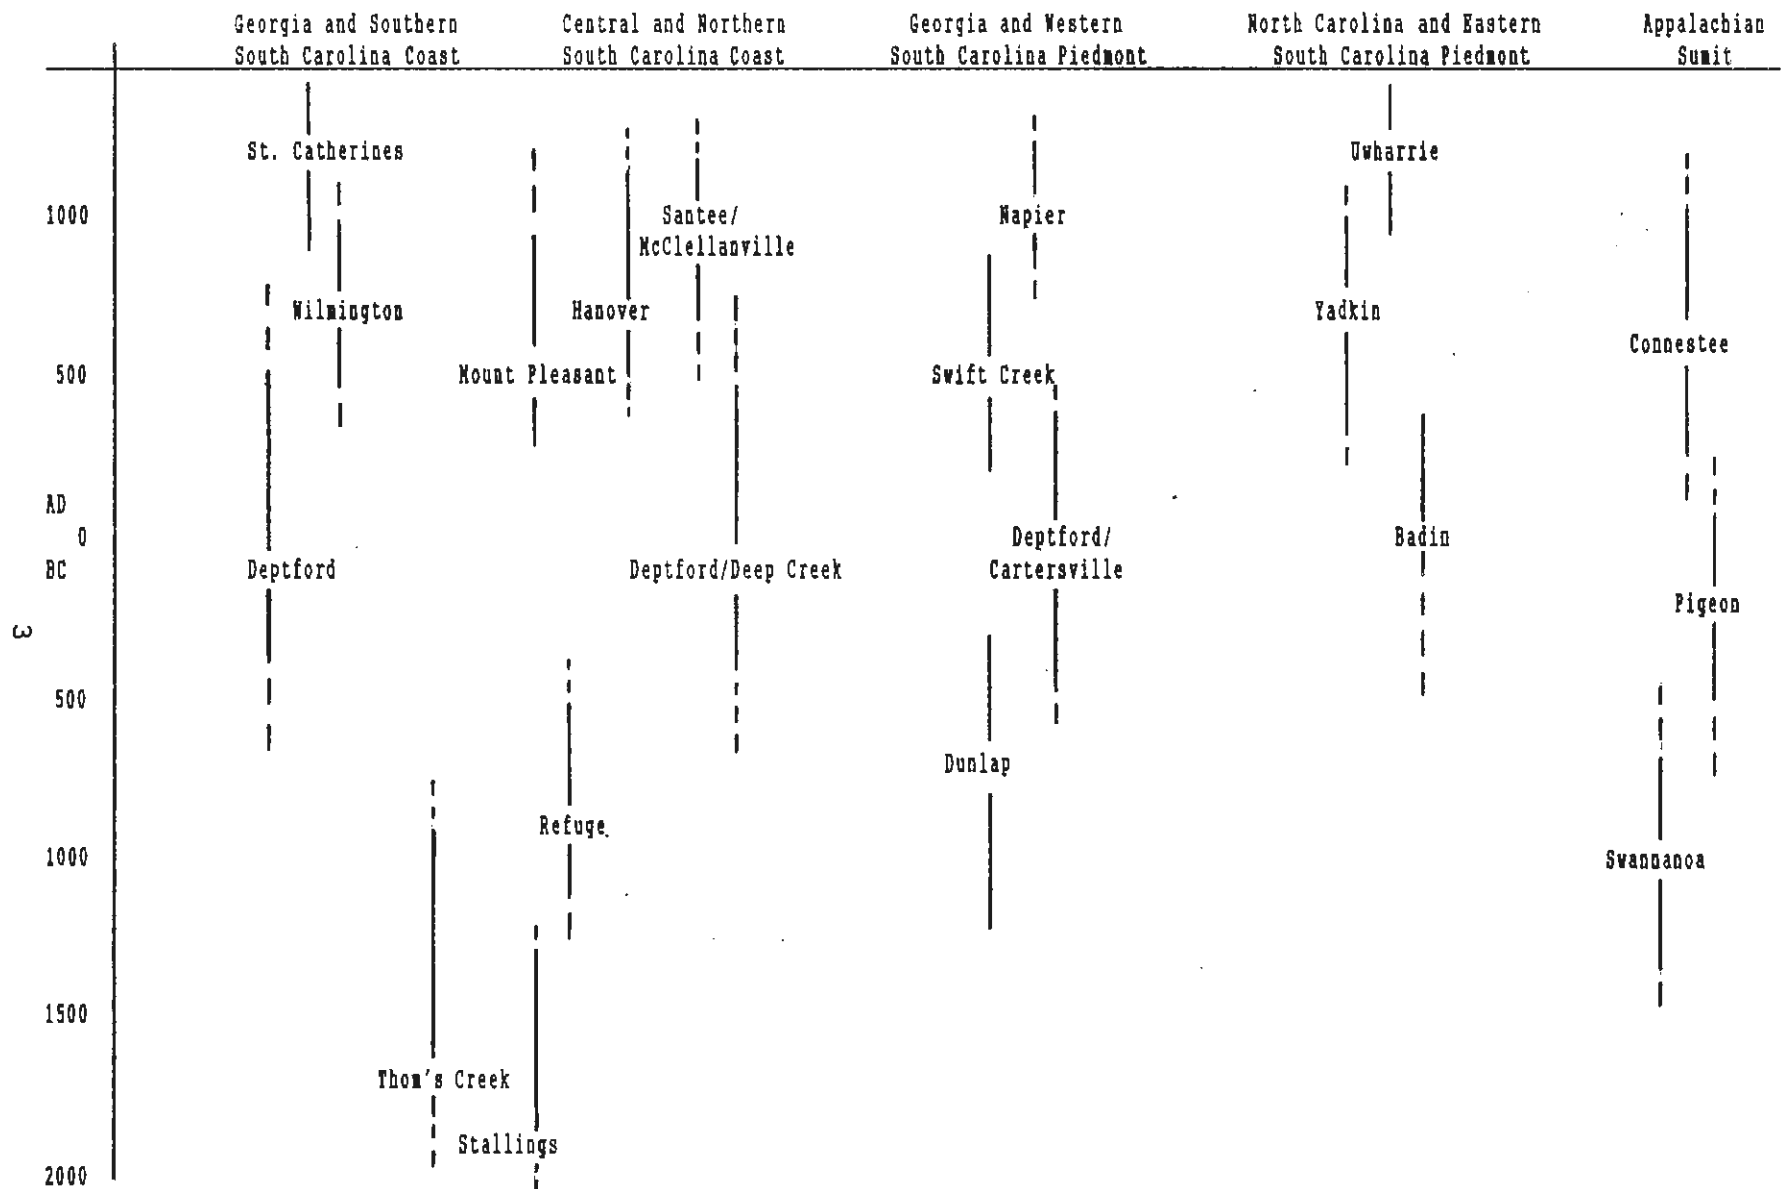 Georgia and Southern Central and Northern Georgia and Western North Carolina and Eastern Appalachian
South Carolina Coast South Carolina Coast South Carolina Piedmont South Carolina Piedmont Sumit
St. Catherines Uwharrie
1000 Santee/ Napier
McClellanville
Wilmington Hanover Yadkin
Connestee
500 Mount Pleasant Swift Creek
AD
0 Deptford/ Badin
BC Deptford Deptford/Deep Creek Cartersville
Pigeon
3
500
Dunlap
Refuge
1000 Swannanoa
1500
Thom's Creek
Stallings
2000